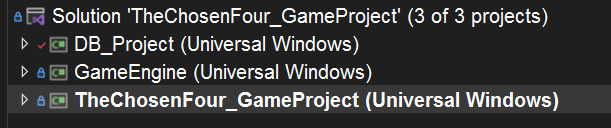 Solution 'TheChosenFour_GameProject' (3 of 3 projects)
DB_Project (Universal Windows)
GameEngine (Universal Windows)
TheChosenFour_GameProject (Universal Windows)